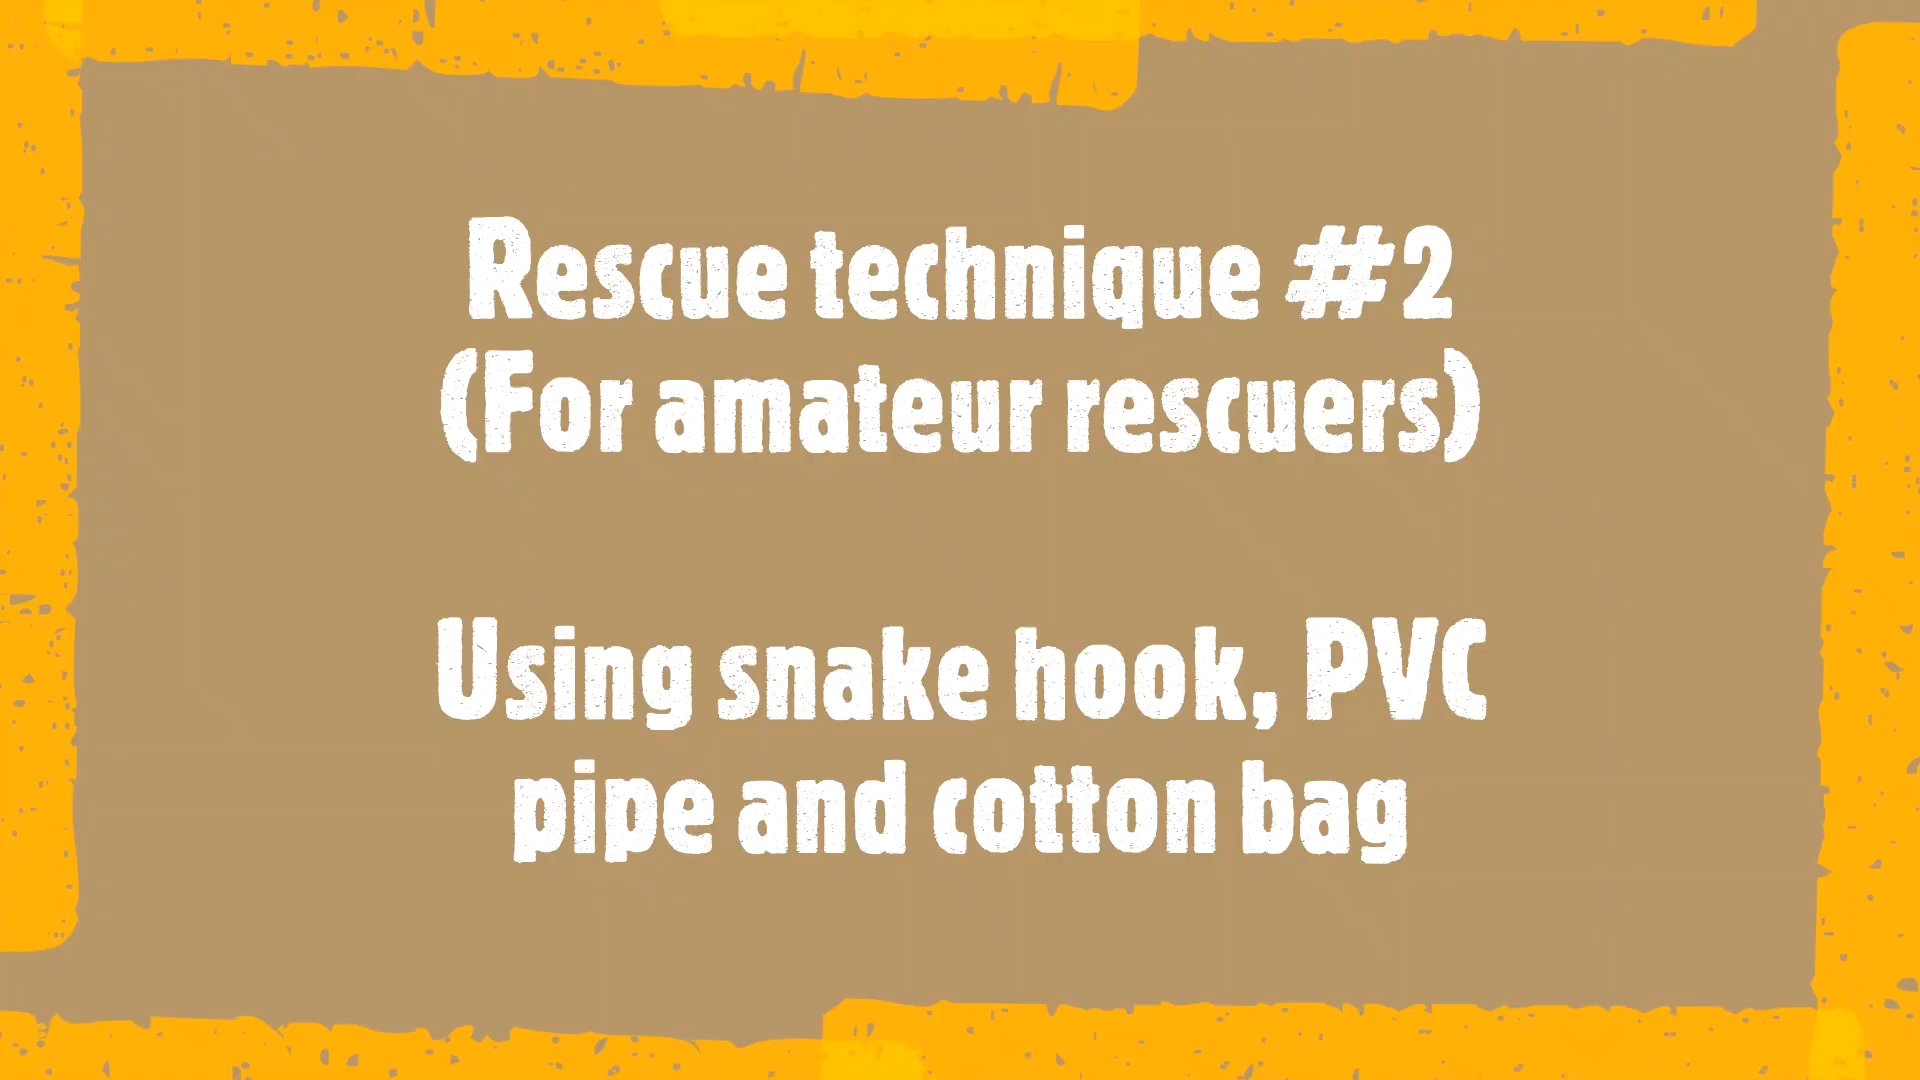 Rescue technique #2
(For amateur rescuers)
Using snake hook, PVC
pipe and cotton bag